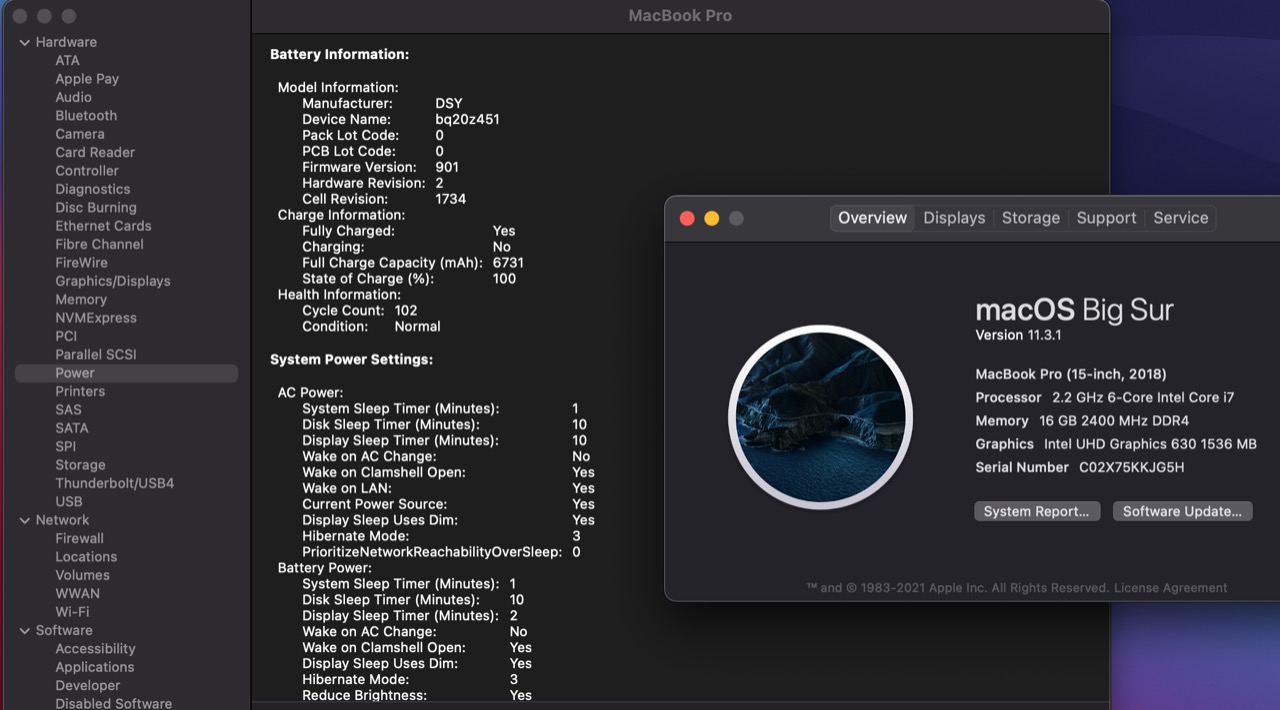 MacBook Pro
Hardware
ATA
Apple Pay
Audio
Bluetooth
Camera
Card Reader
Controller
Diagnostics
Disc Burning
Ethernet Cards
Fibre Channel
FireWire
Graphics/Displays
Memory
NVMExpress
PCI
Parallel SCSI
Power
Printers
SAS
SATA
SPI
Storage
Thunderbolt/USB4
USB
Network
Firewall
Locations
Volumes
WWAN
Wi-Fi
Software
Accessibility
Applications
Developer
Disabled Software
Battery Information:
Model Information:
Manufacturer: DSY
Device Name: bq20z451
Pack Lot Code: 0
PCB Lot Code: 0
Firmware Version: 901
Hardware Revision: 2
Cell Revision: 1734
Charge Information:
Fully Charged: Yes
Charging: No
Full Charge Capacity (mAh): 6731
State of Charge (%): 100
Health Information:
Cycle Count: 102
Condition: Normal
System Power Settings:
AC Power:
System Sleep Timer (Minutes): 1
Disk Sleep Timer (Minutes): 10
Display Sleep Timer (Minutes): 10
Wake on AC Change: No
Wake on Clamshell Open: Yes
Wake on LAN: Yes
Current Power Source: Yes
Display Sleep Uses Dim: Yes
Hibernate Mode: 3
PrioritizeNetworkReachabilityOverSleep: 0
Battery Power:
System Sleep Timer (Minutes): 1
Disk Sleep Timer (Minutes): 10
Display Sleep Timer (Minutes): 2
Wake on AC Change: No
Wake on Clamshell Open: Yes
Display Sleep Uses Dim: Yes
Hibernate Mode: 3
Reduce Brightness: Yes
Overview Displays Storage Support Service
macOS Big Sur
Version 11.3.1
MacBook Pro (15-inch, 2018)
Processor 2.2 GHz 6-Core Intel Core i7
Memory 16 GB 2400 MHz DDR4
Graphics Intel UHD Graphics 630 1536 MB
Serial Number C02X75KKJG5H
System Report... Software Update...
™ and © 1983-2021 Apple Inc. All Rights Reserved. License Agreement